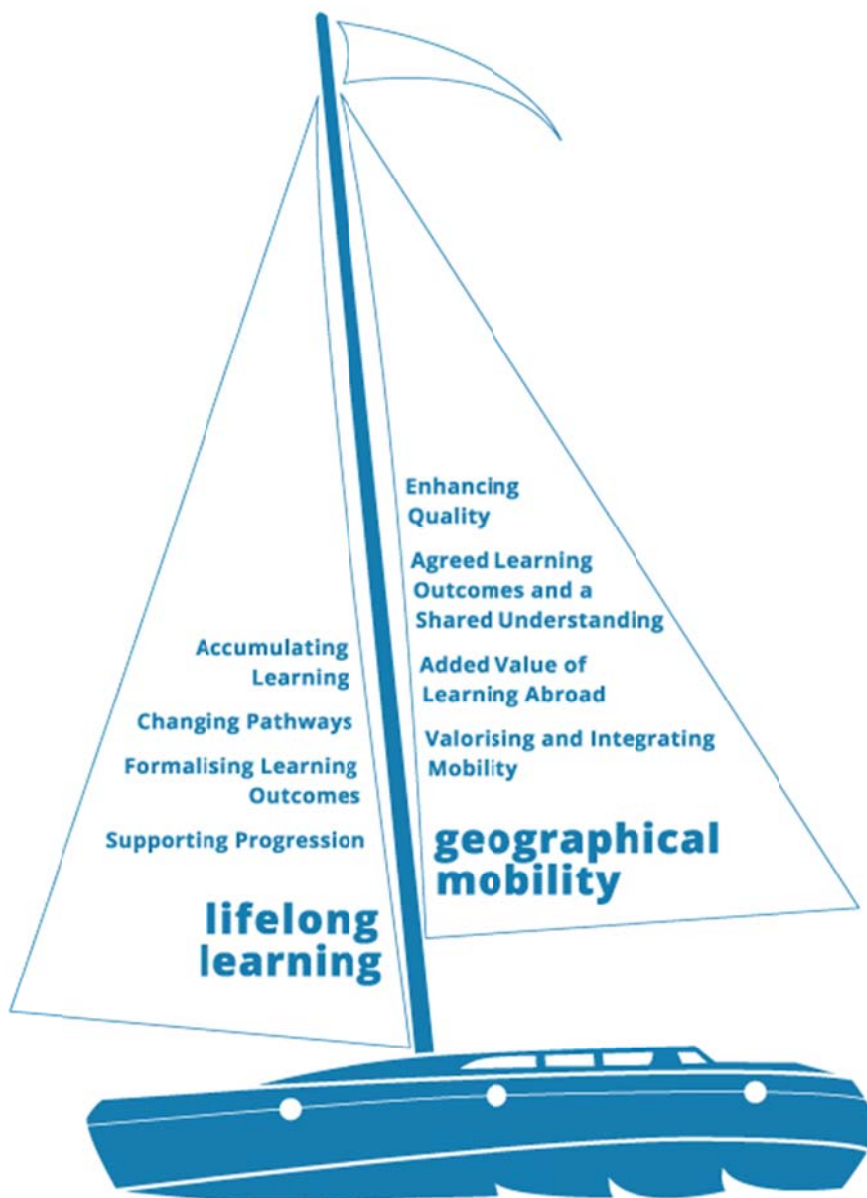 Accumulating
Learning
Changing Pathways
Formalising Learning
Outcomes
Supporting Progression
lifelong
learning
Enhancing
Quality
Agreed Learning
Outcomes and a
Shared Understanding
Added Value of
Learning Abroad
Valorising and Integrating
Mobility
geographical
mobility